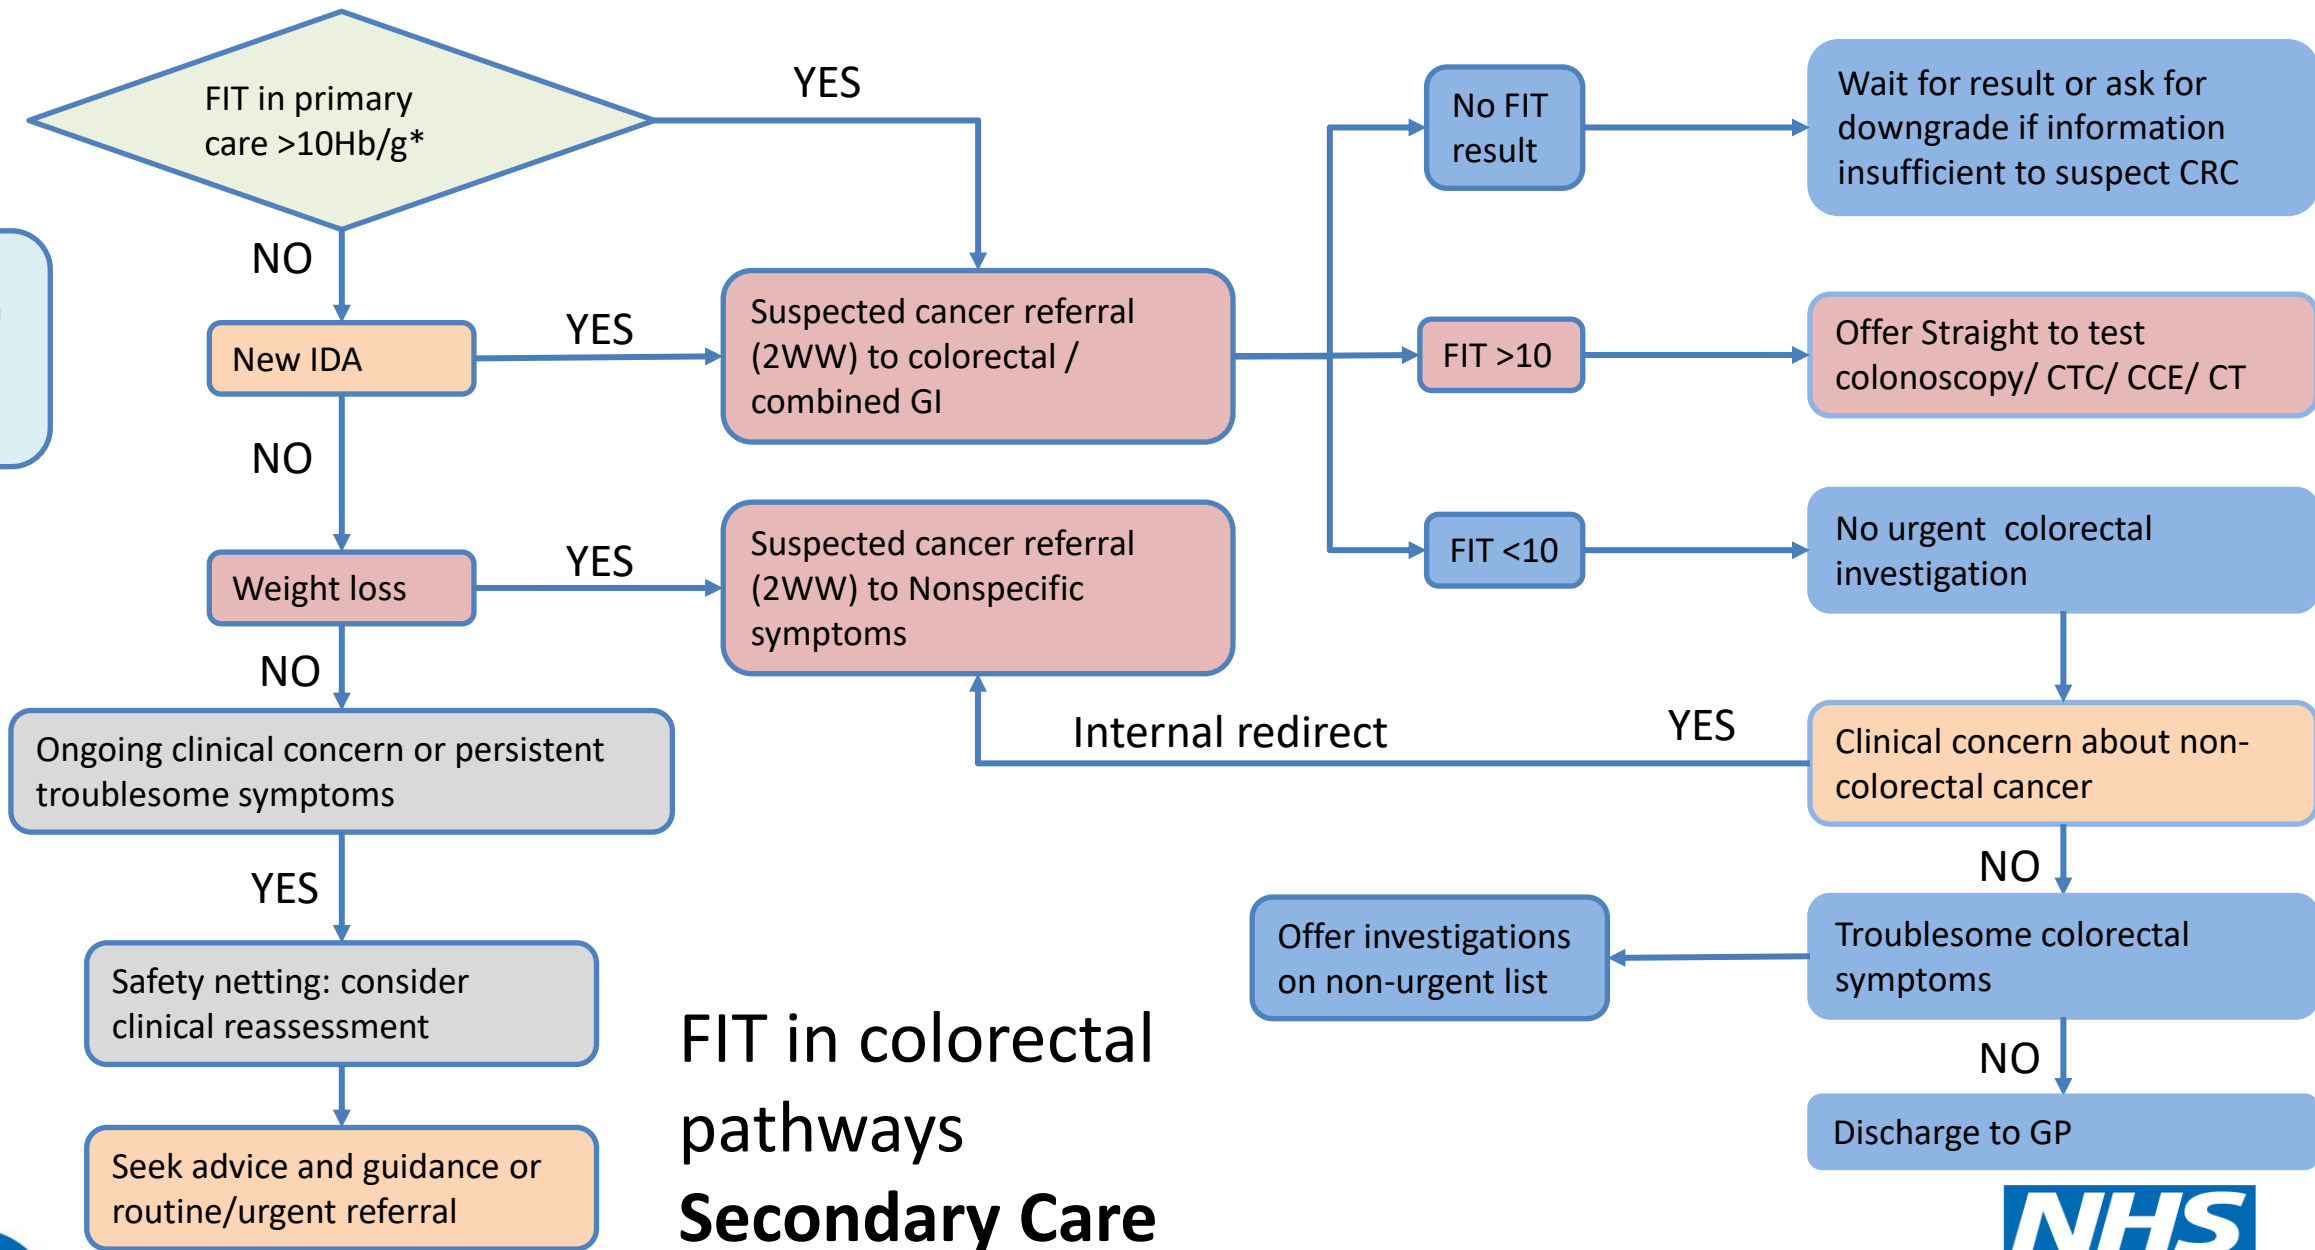 FIT in primary
care >10Hb/g*
YES
No FIT
result
Wait for result or ask for
downgrade if information
insufficient to suspect CRC
NO
New IDA
YES
Suspected cancer referral
(2WW) to colorectal /
combined GI
FIT >10
Offer Straight to test
colonoscopy/ CTC/ CCE/ CT
NO
Weight loss
YES
Suspected cancer referral
(2WW) to Nonspecific
symptoms
FIT <10
No urgent colorectal
investigation
NO
Ongoing clinical concern or persistent
troublesome symptoms
Internal redirect
YES
Clinical concern about non-
colorectal cancer
YES
NO
Safety netting: consider
clinical reassessment
Offer investigations
on non-urgent list
Troublesome colorectal
symptoms
NO
Seek advice and guidance or
routine/urgent referral
Discharge to GP
FIT in colorectal
pathways
Secondary Care
NHS